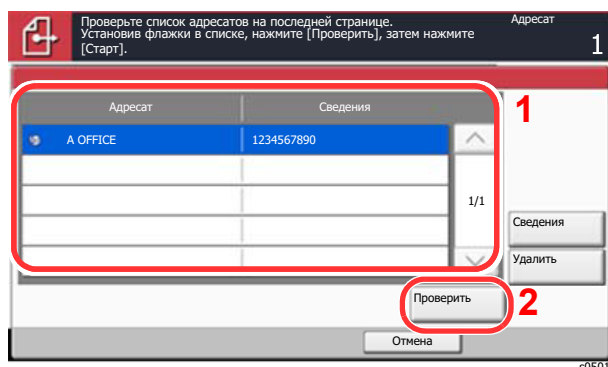 Проверьте список адресатов на последней странице.
Установив флажки в списке, нажмите [Проверить], затем нажмите
[Старт].
Адресат
1
1
Адресат
Сведения
A OFFICE
1234567890
1/1
Сведения
Удалить
Проверить
2
Отмена
c0501